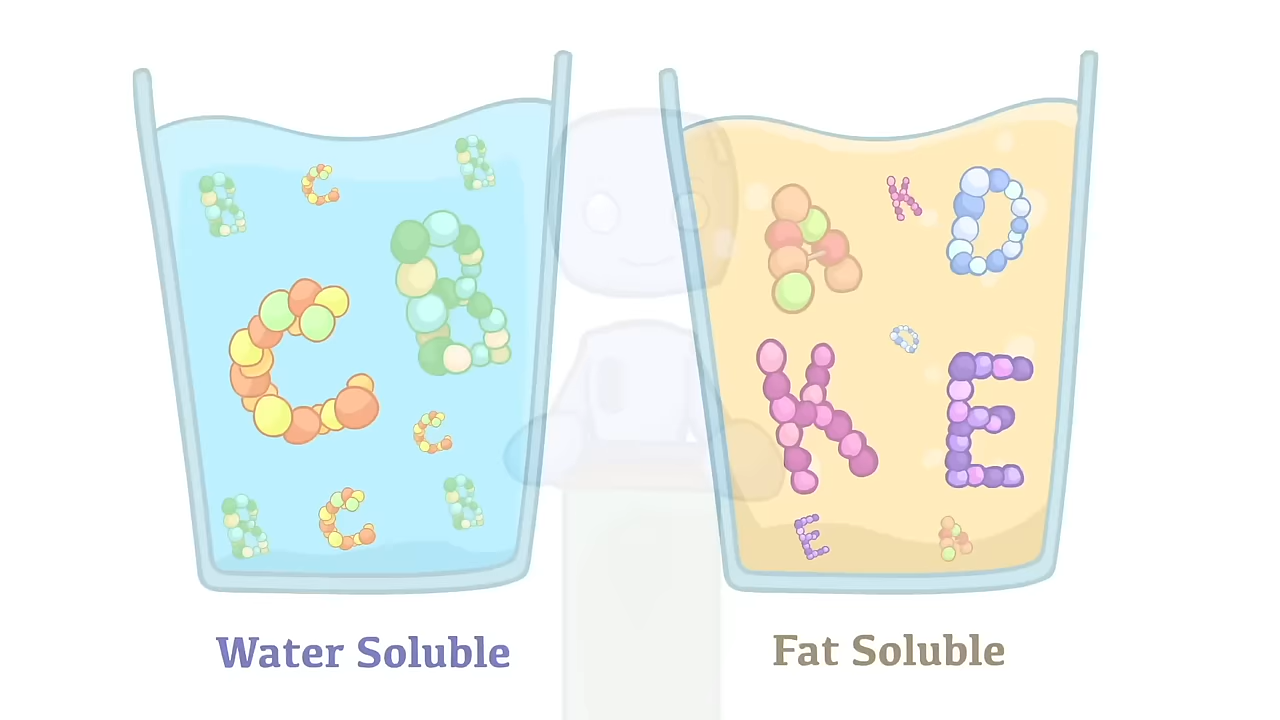 B C B
B
C
C
B
B C
A K D
D
K E
E A
Water Soluble
Fat Soluble